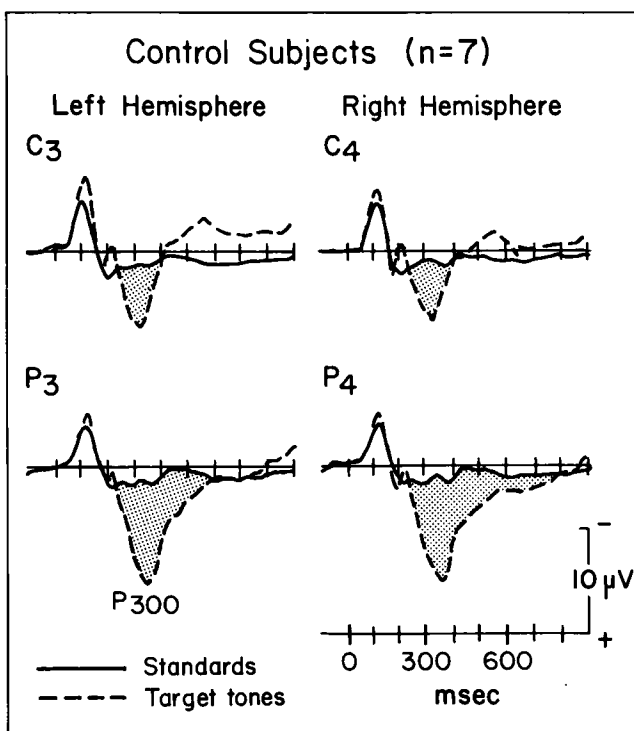 Control Subjects (n=7)
Left Hemisphere
Right Hemisphere
C3
C4
P3
P4
P300
−
10 µV
+
Standards
Target tones
0 300 600
msec